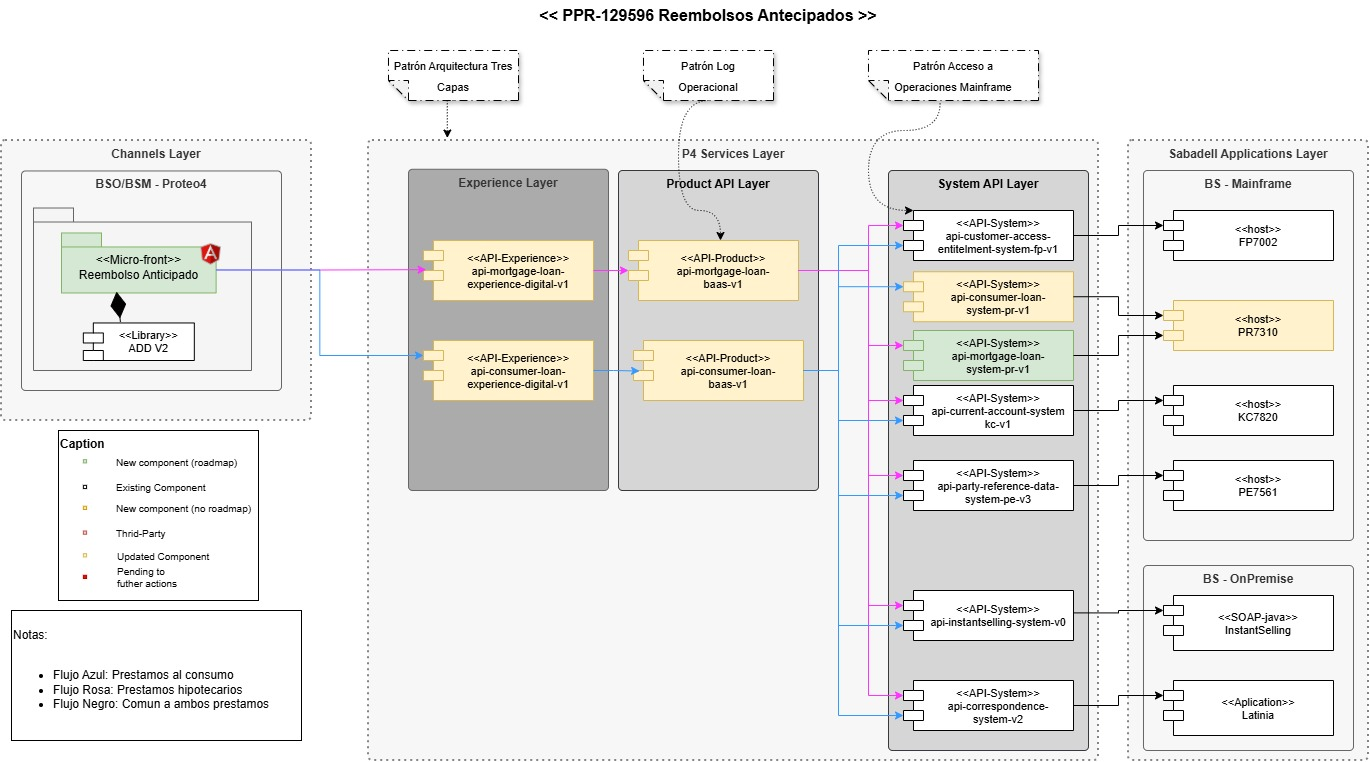 << PPR-129596 Reembolsos Antecipados >>
Patrón Arquitectura Tres
Capas
Patrón Log
Operacional
Patrón Acceso a
Operaciones Mainframe
Channels Layer
BSO/BSM - Proteo4
<<Micro-front>>
Reembolso Anticipado
<<Library>>
ADD V2
P4 Services Layer
Experience Layer
<<API-Experience>>
api-mortgage-loan-
experience-digital-v1
<<API-Experience>>
api-consumer-loan-
experience-digital-v1
Product API Layer
<<API-Product>>
api-mortgage-loan-
baas-v1
<<API-Product>>
api-consumer-loan-
baas-v1
System API Layer
<<API-System>>
api-customer-access-
entitelment-system-fp-v1
<<API-System>>
api-consumer-loan-
system-pr-v1
<<API-System>>
api-mortgage-loan-
system-pr-v1
<<API-System>>
api-current-account-system
kc-v1
<<API-System>>
api-party-reference-data-
system-pe-v3
<<API-System>>
api-instantselling-system-v0
<<API-System>>
api-correspondence-
system-v2
Sabadell Applications Layer
BS - Mainframe
<<host>>
FP7002
<<host>>
PR7310
<<host>>
KC7820
<<host>>
PE7561
BS - OnPremise
<<SOAP-java>>
InstantSelling
<<Aplication>>
Latinia
Caption
New component (roadmap)
Existing Component
New component (no roadmap)
Thrid-Party
Updated Component
Pending to
futher actions
Notas:
• Flujo Azul: Prestamos al consumo
• Flujo Rosa: Prestamos hipotecarios
• Flujo Negro: Comun a ambos prestamos